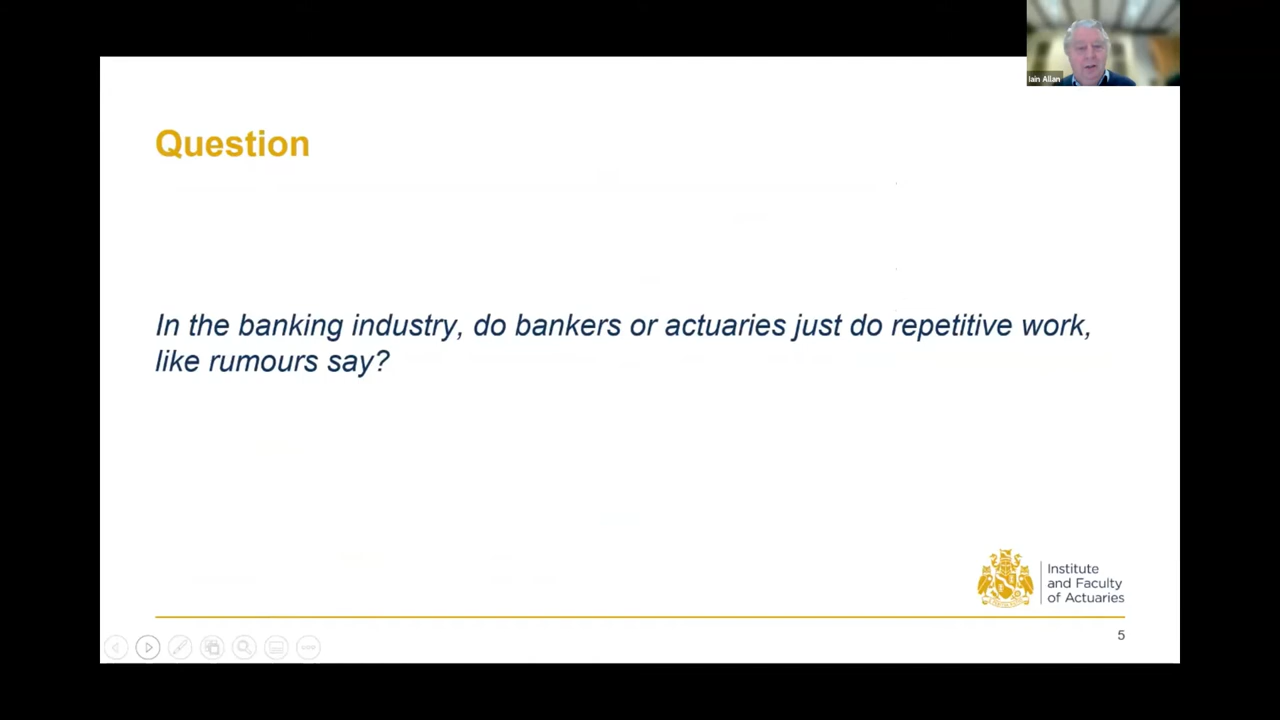 Iain Allan
Question
In the banking industry, do bankers or actuaries just do repetitive work,
like rumours say?
Institute
and Faculty
of Actuaries
5